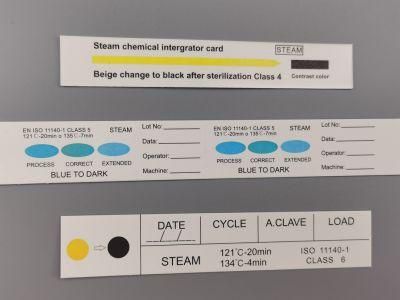 Steam chemical intergrator card
STEAM
Beige change to black after sterilization Class 4
Contrast color
EN ISO 11140-1 CLASS 5 STEAM
121℃-20min o 135℃-7min
PROCESS CORRECT EXTENDED
BLUE TO DARK
Lot No:
Data:
Operator:
Machine:
EN ISO 11140-1 CLASS 5 STEAM
121℃-20min o 135℃-7min
PROCESS CORRECT EXTENDED
BLUE TO DARK
Lot No:
Data:
Operator:
Machine:
DATE CYCLE A.CLAVE LOAD
/ /
STEAM
121℃-20min
134℃-4min
ISO 11140-1
CLASS 6